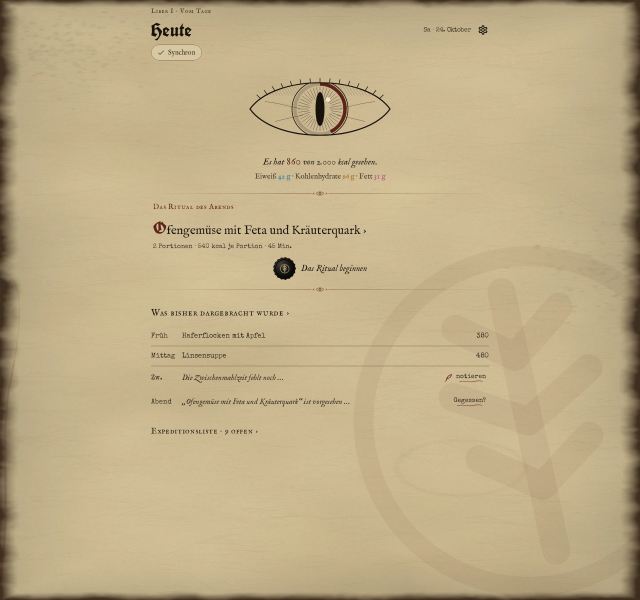 Liber I · Vom Tage
Heute
Sa · 26. Oktober
Synchron
Es hat 860 von 2.000 kcal gesehen.
Eiweiß 42 g · Kohlenhydrate 98 g · Fett 31 g
Das Ritual des Abends
Ofengemüse mit Feta und Kräuterquark ›
2 Portionen · 540 kcal je Portion · 45 Min.
Das Ritual beginnen
Was bisher dargebracht wurde ›
Früh Haferflocken mit Apfel 380
Mittag Linsensuppe 480
Zw. Die Zwischenmahlzeit fehlt noch … notieren
Abend „Ofengemüse mit Feta und Kräuterquark“ ist vorgesehen … Gegessen?
Expeditionsliste · 9 offen ›